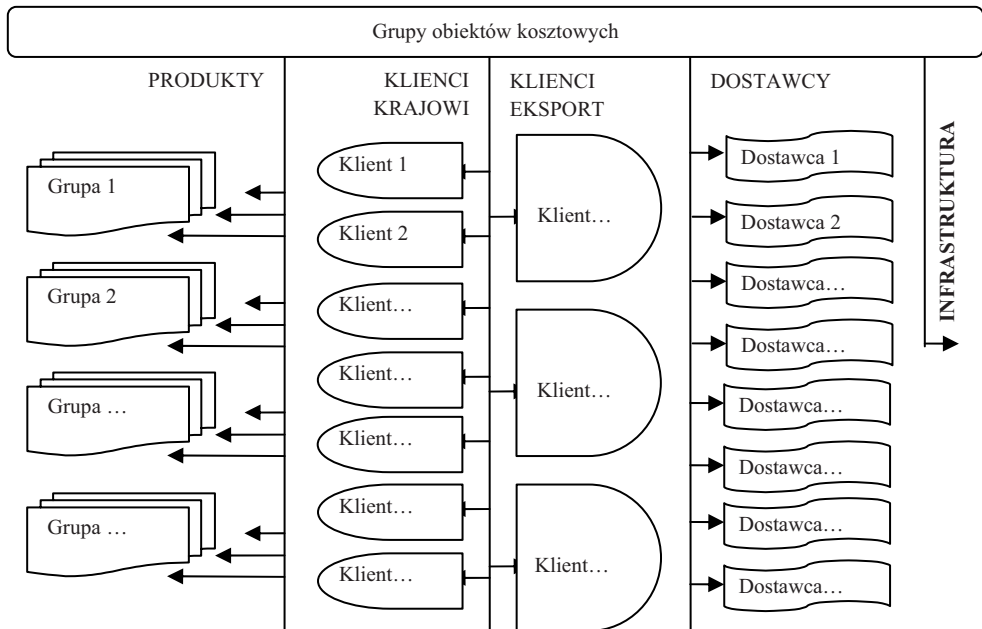 Grupy obiektów kosztowych
PRODUKTY
Grupa 1
Grupa 2
Grupa …
Grupa …
KLIENCI
KRAJOWI
Klient 1
Klient 2
Klient…
Klient…
Klient…
Klient…
Klient…
KLIENCI
EKSPORT
Klient…
Klient…
Klient…
DOSTAWCY
Dostawca 1
Dostawca 2
Dostawca…
Dostawca…
Dostawca…
Dostawca…
Dostawca…
Dostawca…
INFRASTRUKTURA